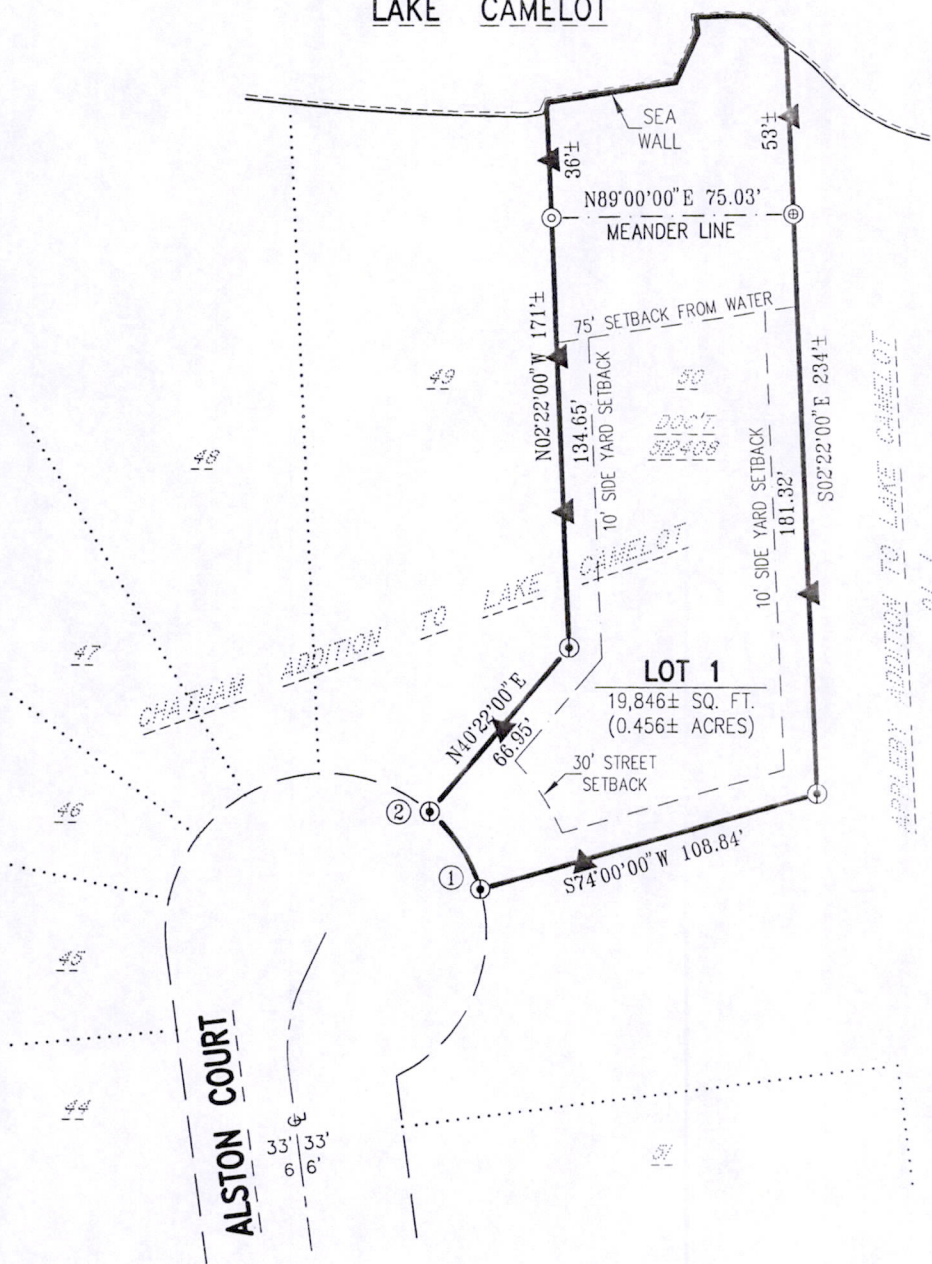 LAKE CAMELOT
SEA
WALL
36'±
53'±
N89°00'00"E 75.03'
MEANDER LINE
75' SETBACK FROM WATER
N02°22'00"W 171'±
134.65'
10' SIDE YARD SETBACK
49
50
DOC'T.
512408
48
S02°22'00"E 234'±
181.32'
10' SIDE YARD SETBACK
APPLEBY ADDITION TO LAKE CAMELOT
CHATHAM ADDITION TO LAKE CAMELOT
47
LOT 1
19,846± SQ. FT.
(0.456± ACRES)
N40°22'00"E
66.95'
30' STREET
SETBACK
46
2
1
S74°00'00"W 108.84'
45
ALSTON COURT
44
33' 33'
6 6'
51